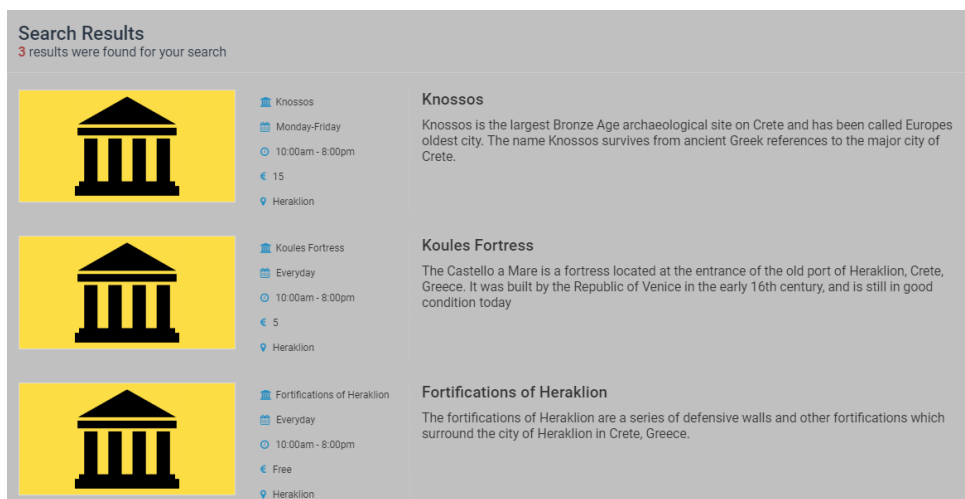 Search Results
3 results were found for your search
Knossos
Monday-Friday
10:00am - 8:00pm
15
Heraklion
Knossos
Knossos is the largest Bronze Age archaeological site on Crete and has been called Europes
oldest city. The name Knossos survives from ancient Greek references to the major city of
Crete.
Koules Fortress
Everyday
10:00am - 8:00pm
€ 5
Heraklion
Koules Fortress
The Castello a Mare is a fortress located at the entrance of the old port of Heraklion, Crete,
Greece. It was built by the Republic of Venice in the early 16th century, and is still in good
condition today
Fortifications of Heraklion
Everyday
10:00am - 8:00pm
€ Free
Heraklion
Fortifications of Heraklion
The fortifications of Heraklion are a series of defensive walls and other fortifications which
surround the city of Heraklion in Crete, Greece.